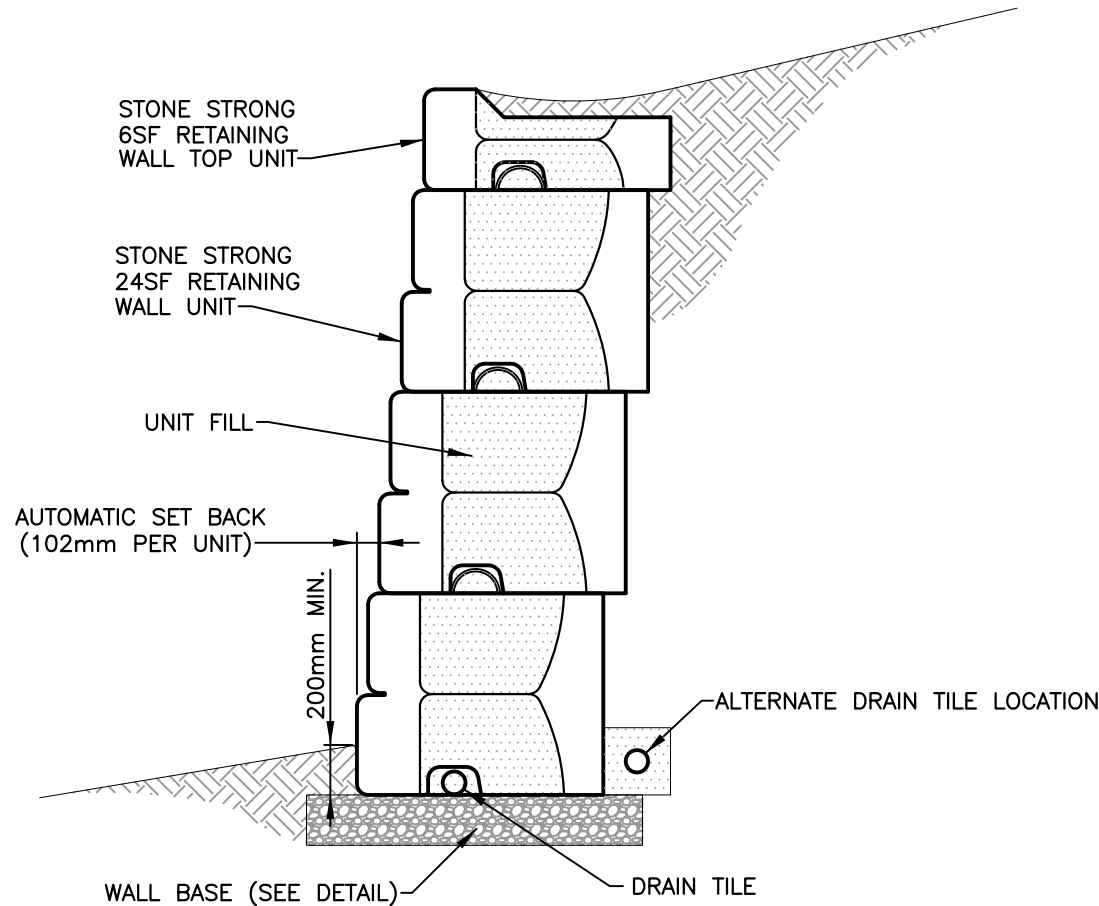 STONE STRONG
6SF RETAINING
WALL TOP UNIT
STONE STRONG
24SF RETAINING
WALL UNIT
UNIT FILL
AUTOMATIC SET BACK
(102mm PER UNIT)
200mm MIN.
ALTERNATE DRAIN TILE LOCATION
WALL BASE (SEE DETAIL)
DRAIN TILE